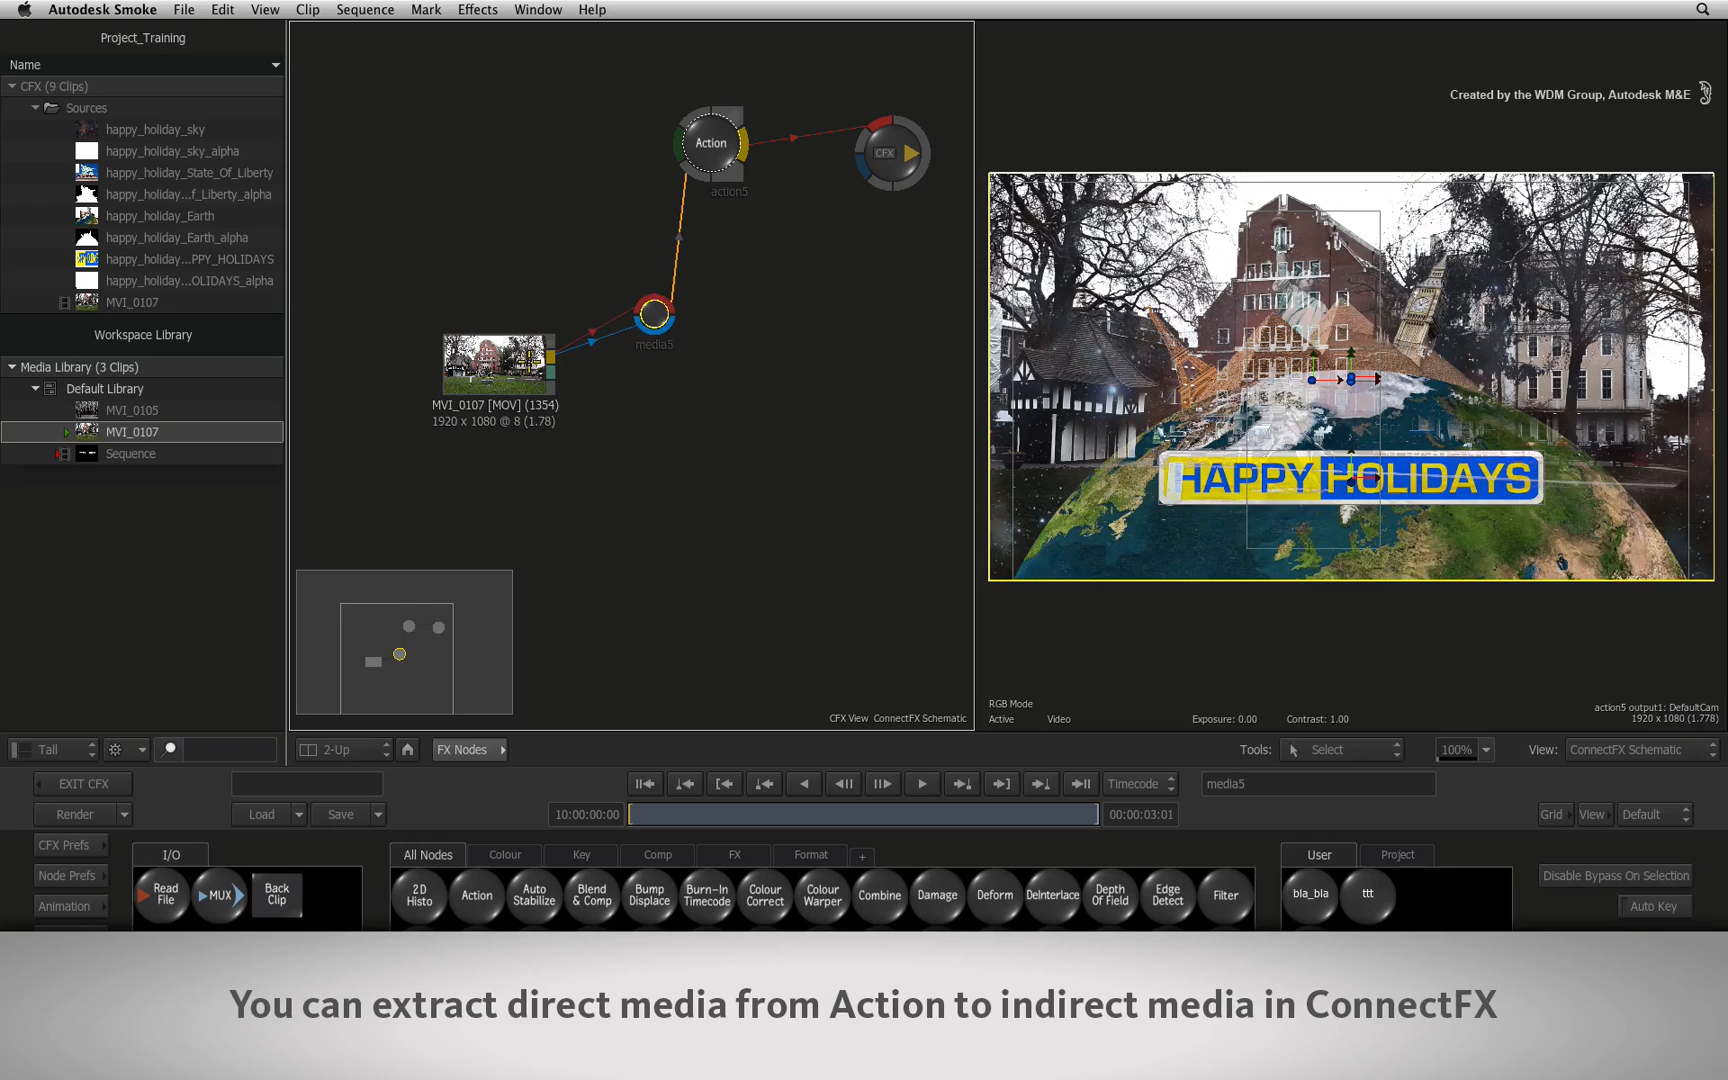 Autodesk Smoke File Edit View Clip Sequence Mark Effects Window Help
Project_Training
Name
CFX (9 Clips)
Sources
happy_holiday_sky
happy_holiday_sky_alpha
happy_holiday_State_Of_Liberty
happy_holiday...f_Liberty_alpha
happy_holiday_Earth
happy_holiday_Earth_alpha
happy_holiday...PPY_HOLIDAYS
happy_holiday...OLIDAYS_alpha
MVI_0107
Workspace Library
Media Library (3 Clips)
Default Library
MVI_0105
MVI_0107
Sequence
Action
action5
CFX
media5
MVI_0107 [MOV] (1354)
1920 x 1080 @ 8 (1.78)
CFX View ConnectFX Schematic
Created by the WDM Group, Autodesk M&E
HAPPY HOLIDAYS
RGB Mode
Active Video Exposure: 0.00 Contrast: 1.00
action5 output1: DefaultCam
1920 x 1080 (1.778)
Tall 2-Up FX Nodes Tools: Select 100% View: ConnectFX Schematic
EXIT CFX Timecode media5
Render Load Save 10:00:00:00 00:00:03:01 Grid View Default
CFX Prefs I/O All Nodes Colour Key Comp FX Format + User Project
Node Prefs
Animation
Read File
MUX
Back Clip
2D Histo
Action
Auto Stabilize
Blend & Comp
Bump Displace
Burn-In Timecode
Colour Correct
Colour Warper
Combine
Damage
Deform
DeInterlace
Depth Of Field
Edge Detect
Filter
bla_bla
ttt
Disable Bypass On Selection
Auto Key
You can extract direct media from Action to indirect media in ConnectFX